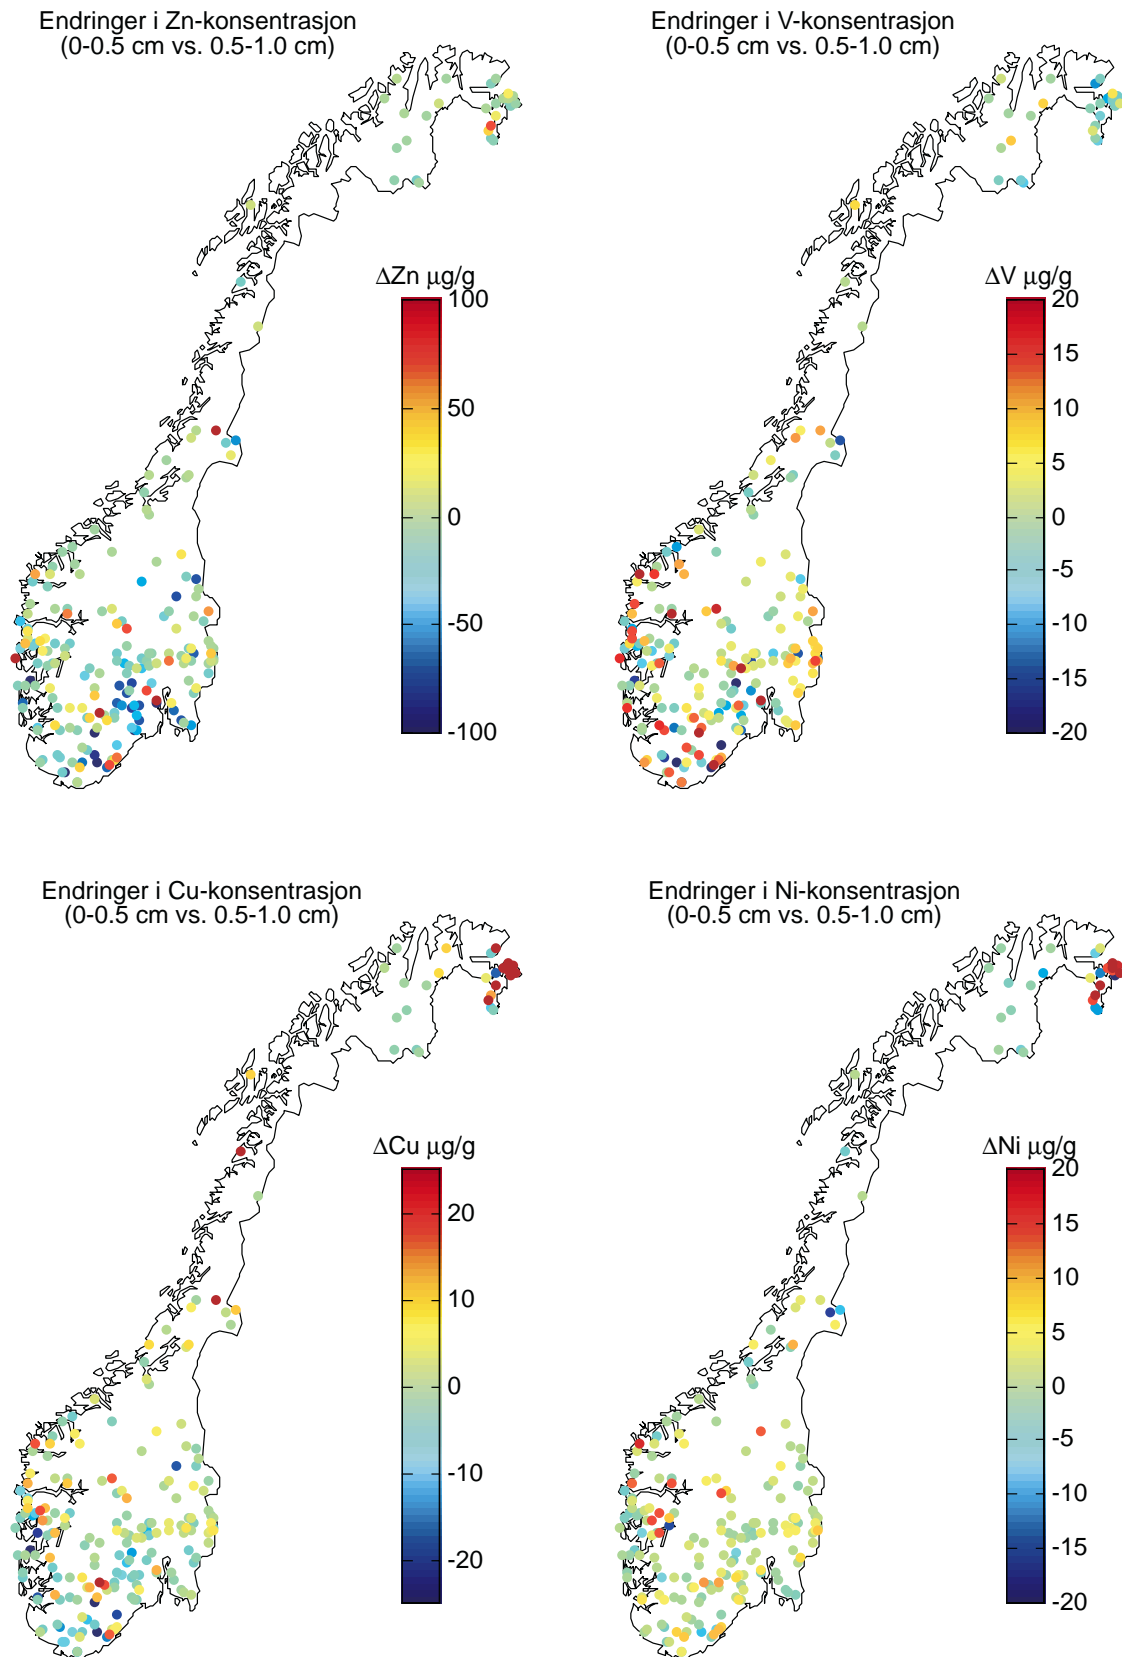 Endringer i Zn-konsentrasjon
(0-0.5 cm vs. 0.5-1.0 cm)
ΔZn μg/g
100
50
0
-50
-100
Endringer i V-konsentrasjon
(0-0.5 cm vs. 0.5-1.0 cm)
ΔV μg/g
20
15
10
5
0
-5
-10
-15
-20
Endringer i Cu-konsentrasjon
(0-0.5 cm vs. 0.5-1.0 cm)
ΔCu μg/g
20
10
0
-10
-20
Endringer i Ni-konsentrasjon
(0-0.5 cm vs. 0.5-1.0 cm)
ΔNi μg/g
20
15
10
5
0
-5
-10
-15
-20